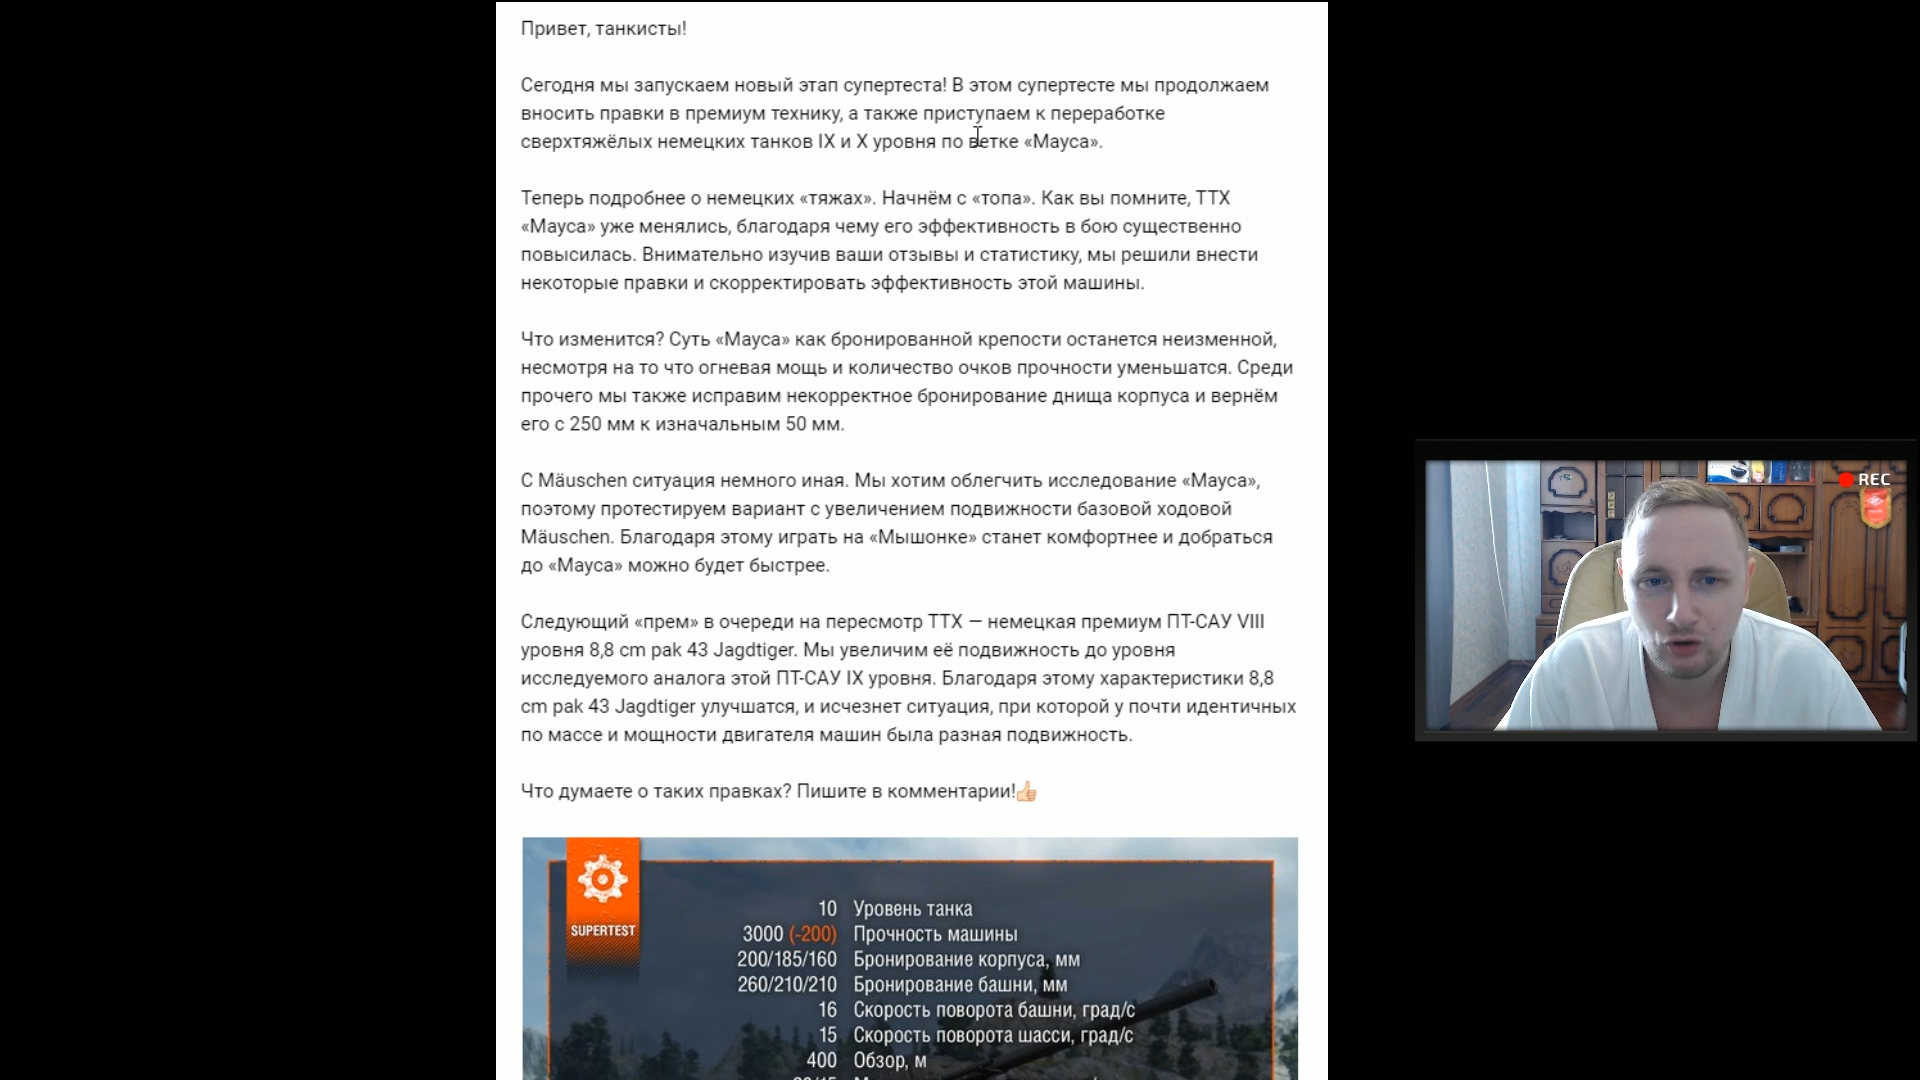 Привет, танкисты!
Сегодня мы запускаем новый этап супертеста! В этом супертесте мы продолжаем
вносить правки в премиум технику, а также приступаем к переработке
сверхтяжёлых немецких танков IX и X уровня по ветке «Мауса».
Теперь подробнее о немецких «тяжах». Начнём с «топа». Как вы помните, ТТХ
«Мауса» уже менялись, благодаря чему его эффективность в бою существенно
повысилась. Внимательно изучив ваши отзывы и статистику, мы решили внести
некоторые правки и скорректировать эффективность этой машины.
Что изменится? Суть «Мауса» как бронированной крепости останется неизменной,
несмотря на то что огневая мощь и количество очков прочности уменьшатся. Среди
прочего мы также исправим некорректное бронирование днища корпуса и вернём
его с 250 мм к изначальным 50 мм.
С Mäuschen ситуация немного иная. Мы хотим облегчить исследование «Мауса»,
поэтому протестируем вариант с увеличением подвижности базовой ходовой
Mäuschen. Благодаря этому играть на «Мышонке» станет комфортнее и добраться
до «Мауса» можно будет быстрее.
Следующий «прем» в очереди на пересмотр ТТХ — немецкая премиум ПТ-САУ VIII
уровня 8,8 cm pak 43 Jagdtiger. Мы увеличим её подвижность до уровня
исследуемого аналога этой ПТ-САУ IX уровня. Благодаря этому характеристики 8,8
cm pak 43 Jagdtiger улучшатся, и исчезнет ситуация, при которой у почти идентичных
по массе и мощности двигателя машин была разная подвижность.
Что думаете о таких правках? Пишите в комментарии!👍🏻
SUPERTEST
10 Уровень танка
3000 (-200) Прочность машины
200/185/160 Бронирование корпуса, мм
260/210/210 Бронирование башни, мм
16 Скорость поворота башни, град/с
15 Скорость поворота шасси, град/с
400 Обзор, м
REC